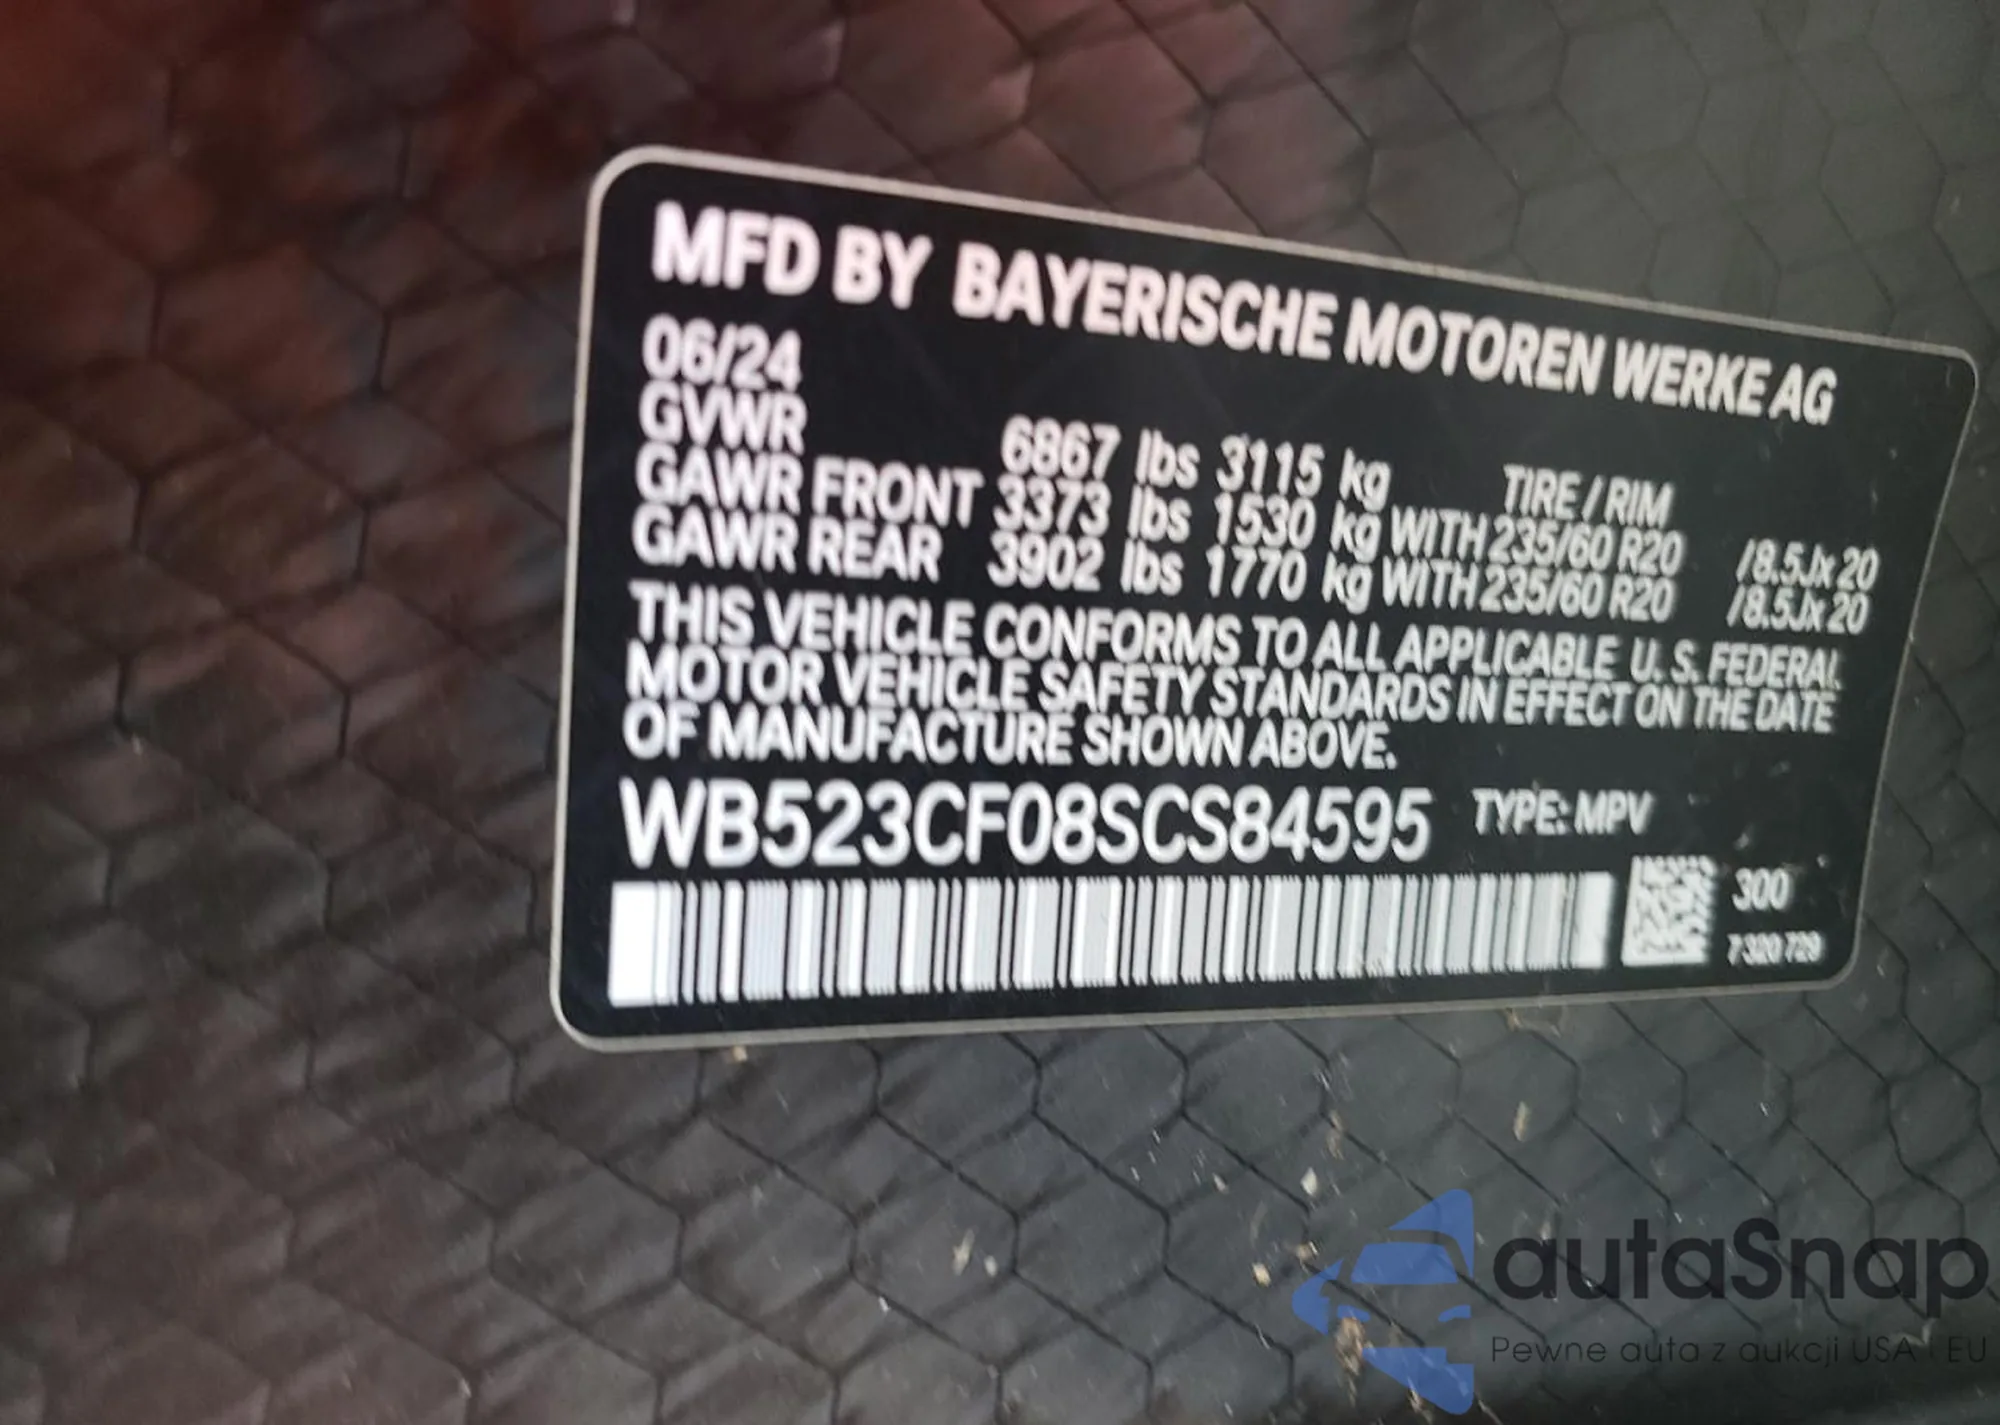 MFD BY BAYERISCHE MOTOREN WERKE AG
06/24
GVWR 6867 lbs 3115 kg TIRE / RIM
GAWR FRONT 3373 lbs 1530 kg WITH 235/60 R20 /8.5Jx20
GAWR REAR 3902 lbs 1770 kg WITH 235/60 R20 /8.5Jx20
THIS VEHICLE CONFORMS TO ALL APPLICABLE U. S. FEDERAL
MOTOR VEHICLE SAFETY STANDARDS IN EFFECT ON THE DATE
OF MANUFACTURE SHOWN ABOVE.
WB523CF08SCS84595 TYPE: MPV
300
7 320 729
autaSnap
Pewne auta z aukcji USA i EU